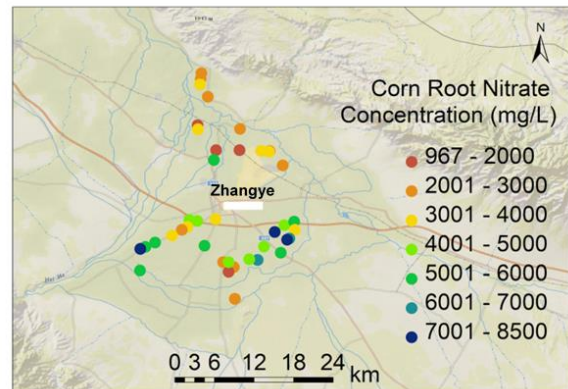 N
Corn Root Nitrate
Concentration (mg/L)
967 - 2000
2001 - 3000
3001 - 4000
4001 - 5000
5001 - 6000
6001 - 7000
7001 - 8500
Zhangye
0 3 6 12 18 24
km